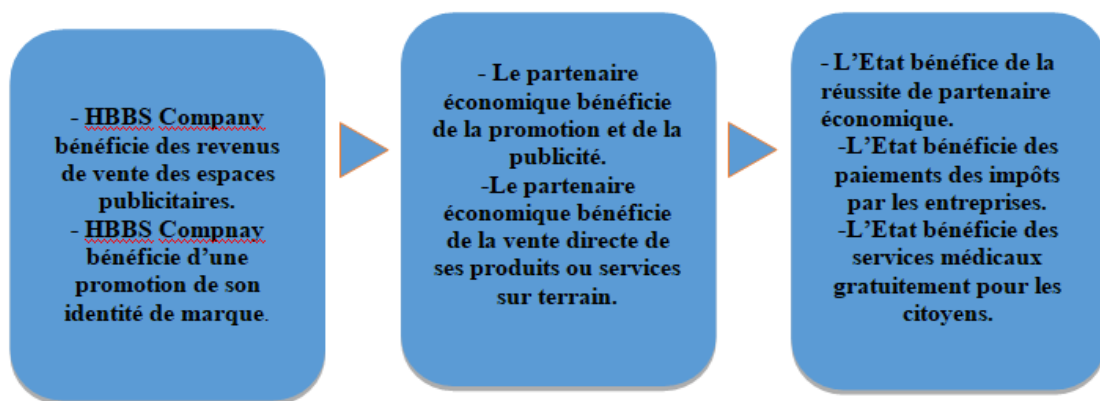 - HBBS Company
bénéficie des revenus
de vente des espaces
publicitaires.
- HBBS Compnay
bénéficie d’une
promotion de son
identité de marque.
- Le partenaire
économique bénéficie
de la promotion et de la
publicité.
-Le partenaire
économique bénéficie
de la vente directe de
ses produits ou services
sur terrain.
- L’Etat bénéfice de la
réussite de partenaire
économique.
-L’Etat bénéficie des
paiements des impôts
par les entreprises.
-L’Etat bénéficie des
services médicaux
gratuitement pour les
citoyens.